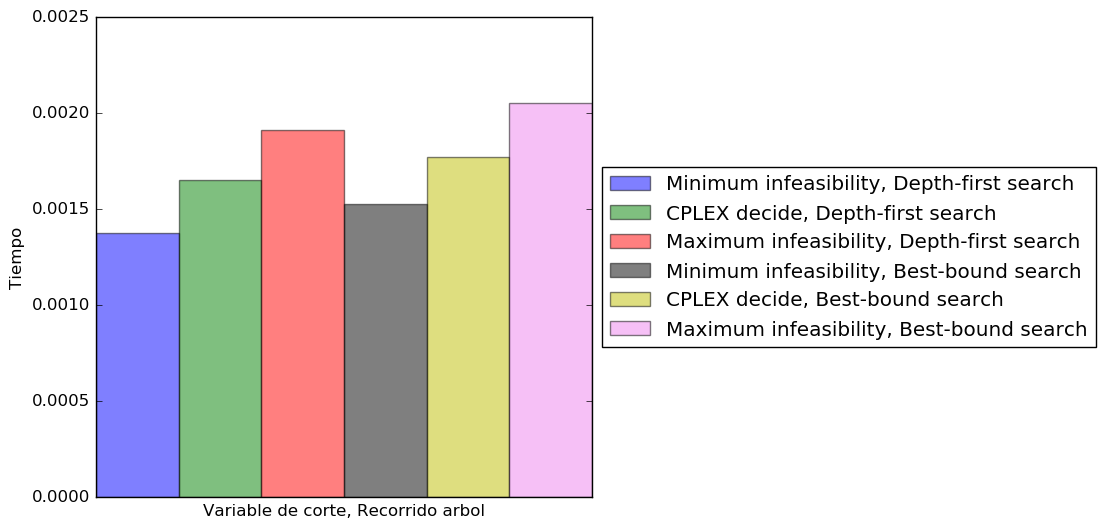 0.0025
0.0020
0.0015
0.0010
0.0005
0.0000
Tiempo
Variable de corte, Recorrido arbol
Minimum infeasibility, Depth-first search
CPLEX decide, Depth-first search
Maximum infeasibility, Depth-first search
Minimum infeasibility, Best-bound search
CPLEX decide, Best-bound search
Maximum infeasibility, Best-bound search